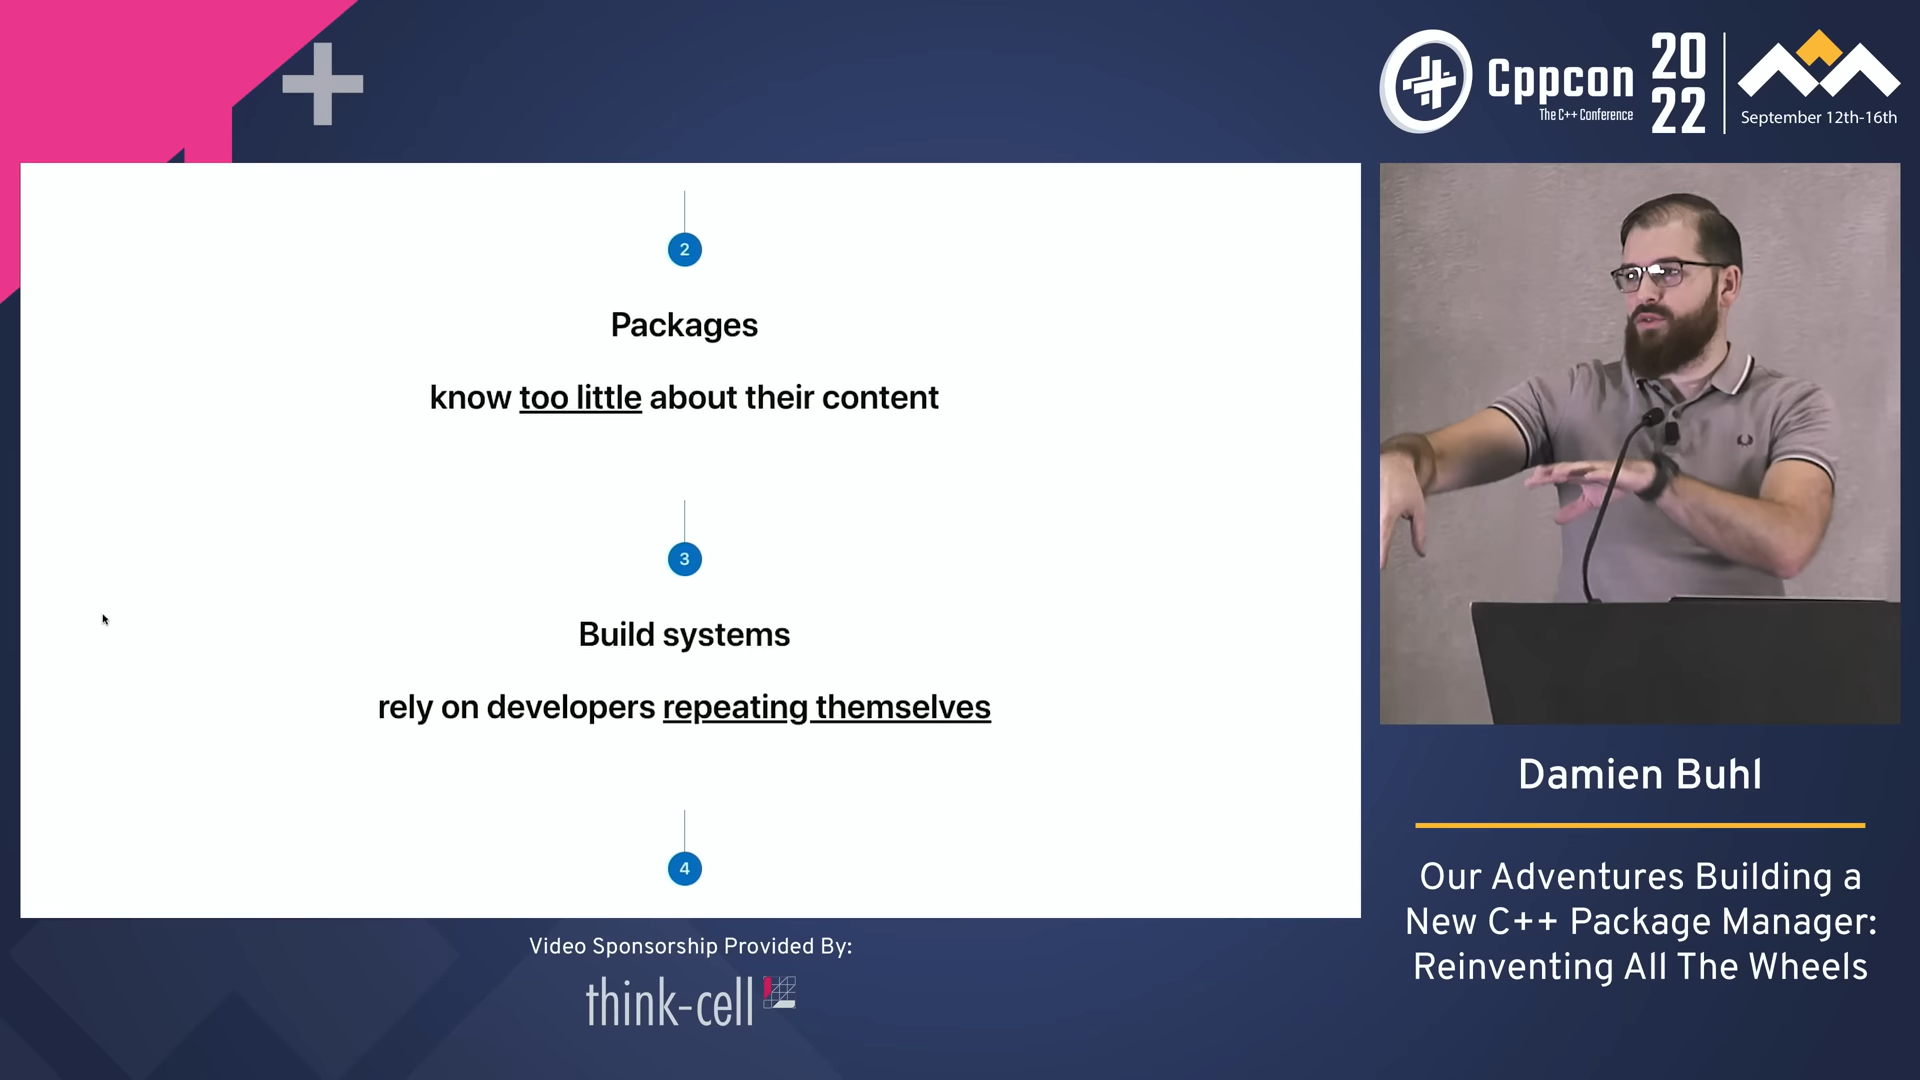 Cppcon
The C++ Conference
20
22
September 12th-16th
2
Packages
know too little about their content
3
Build systems
rely on developers repeating themselves
4
Damien Buhl
Our Adventures Building a
New C++ Package Manager:
Reinventing All The Wheels
Video Sponsorship Provided By:
think-cell